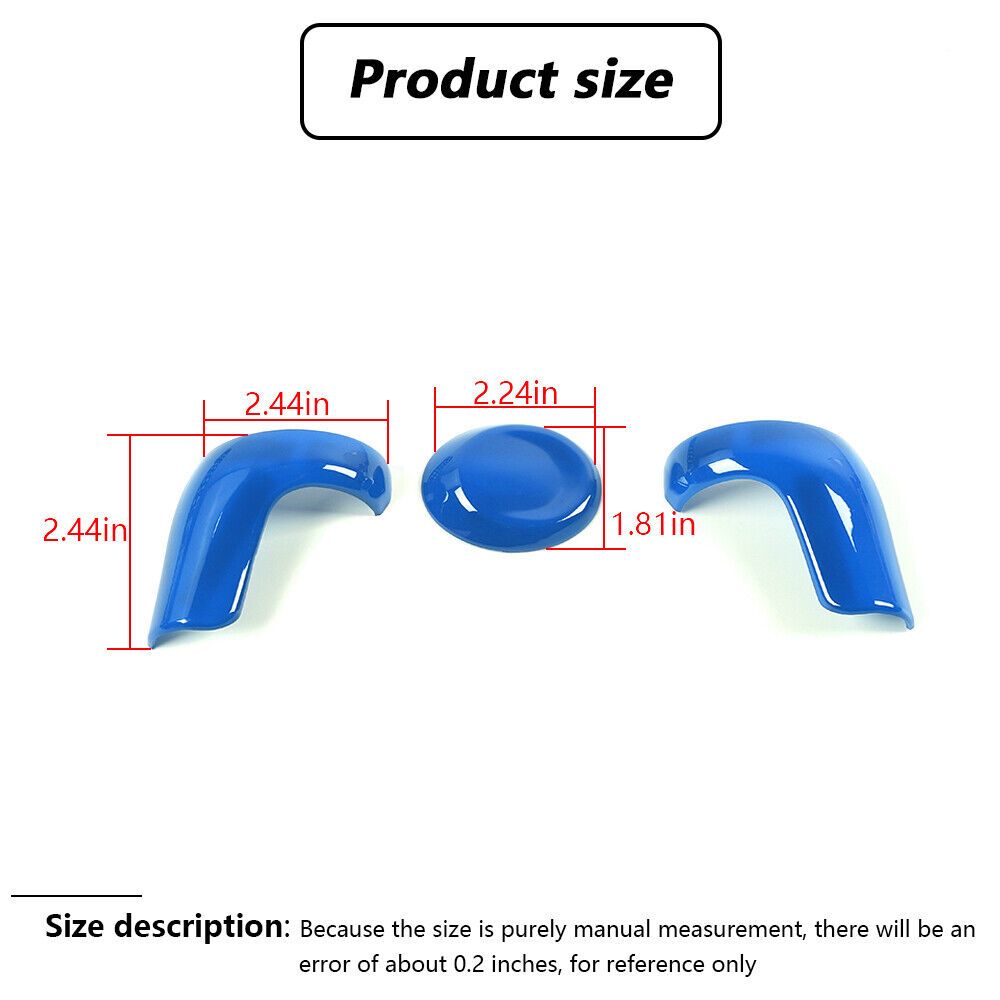 Product size
2.44in
2.24in
2.44in
1.81in
Size description: Because the size is purely manual measurement, there will be an
error of about 0.2 inches, for reference only